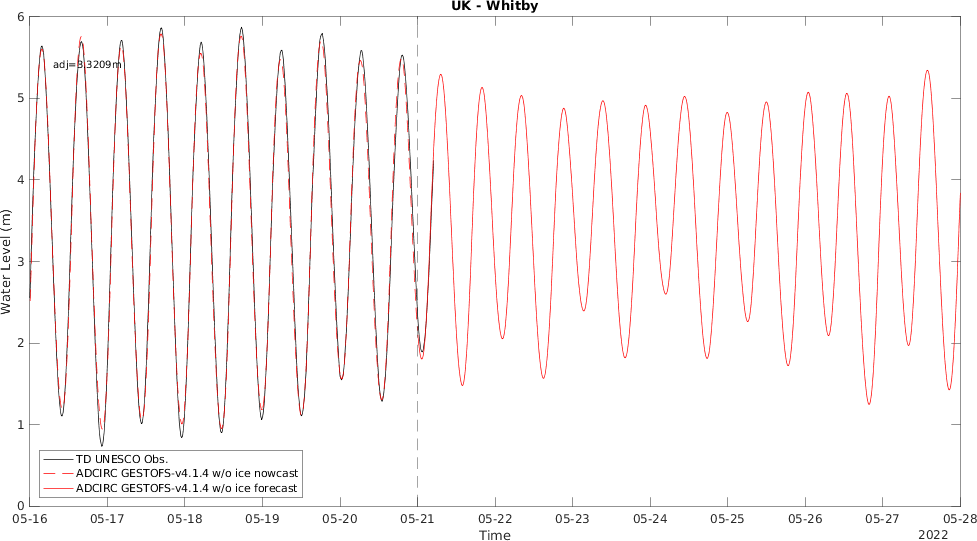 UK - Whitby
6
adj=3.3209m
5
4
3
2
1
0
Water Level (m)
TD UNESCO Obs.
ADCIRC GESTOFS-v4.1.4 w/o ice nowcast
ADCIRC GESTOFS-v4.1.4 w/o ice forecast
05-16 05-17 05-18 05-19 05-20 05-21 05-22 05-23 05-24 05-25 05-26 05-27 05-28
Time
2022